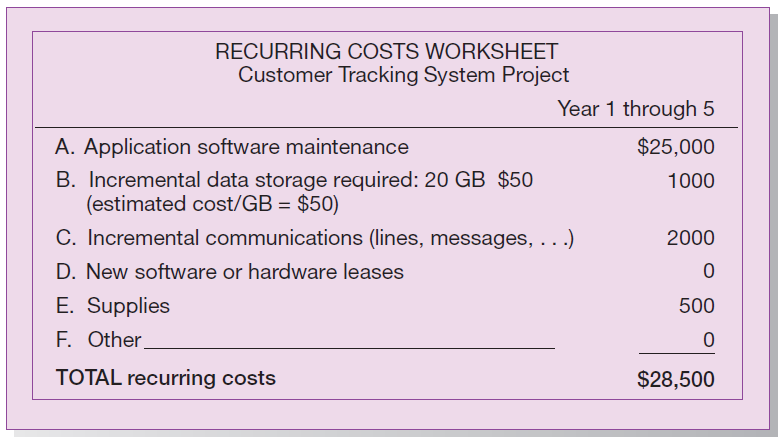 RECURRING COSTS WORKSHEET
Customer Tracking System Project
Year 1 through 5
A. Application software maintenance $25,000
B. Incremental data storage required: 20 GB $50 1000
(estimated cost/GB = $50)
C. Incremental communications (lines, messages, . . .) 2000
D. New software or hardware leases 0
E. Supplies 500
F. Other 0
TOTAL recurring costs $28,500